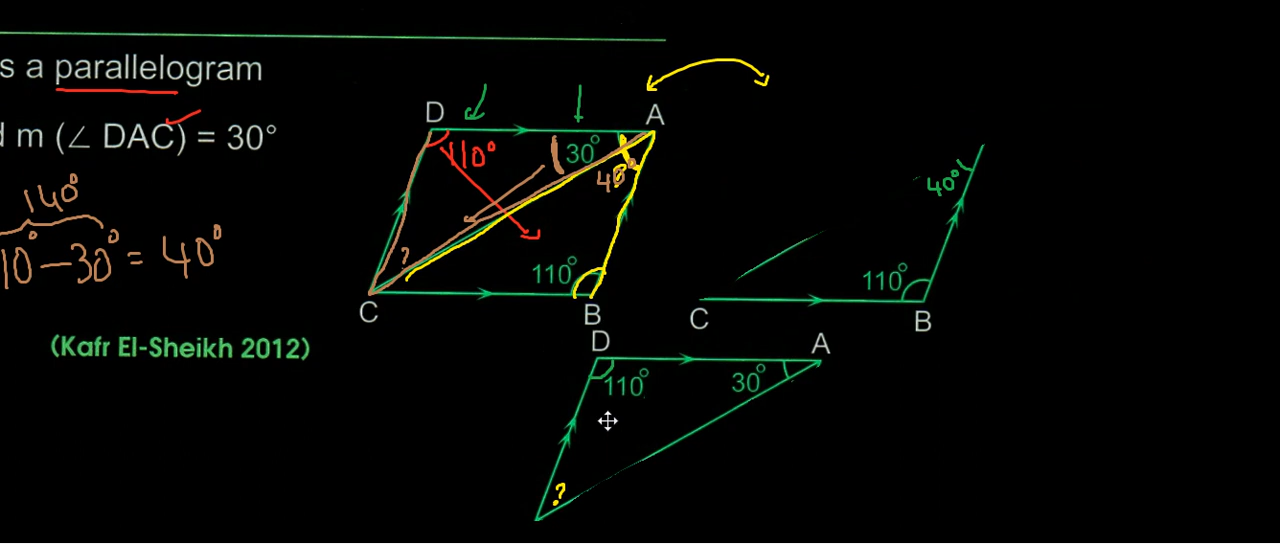 s a parallelogram
d m (∠ DAC) = 30°
140°
10° – 30° = 40°
(Kafr El-Sheikh 2012)
D
A
110°
30°
40°
?
110°
C
B
40°
110°
C
B
D
A
110°
30°
?